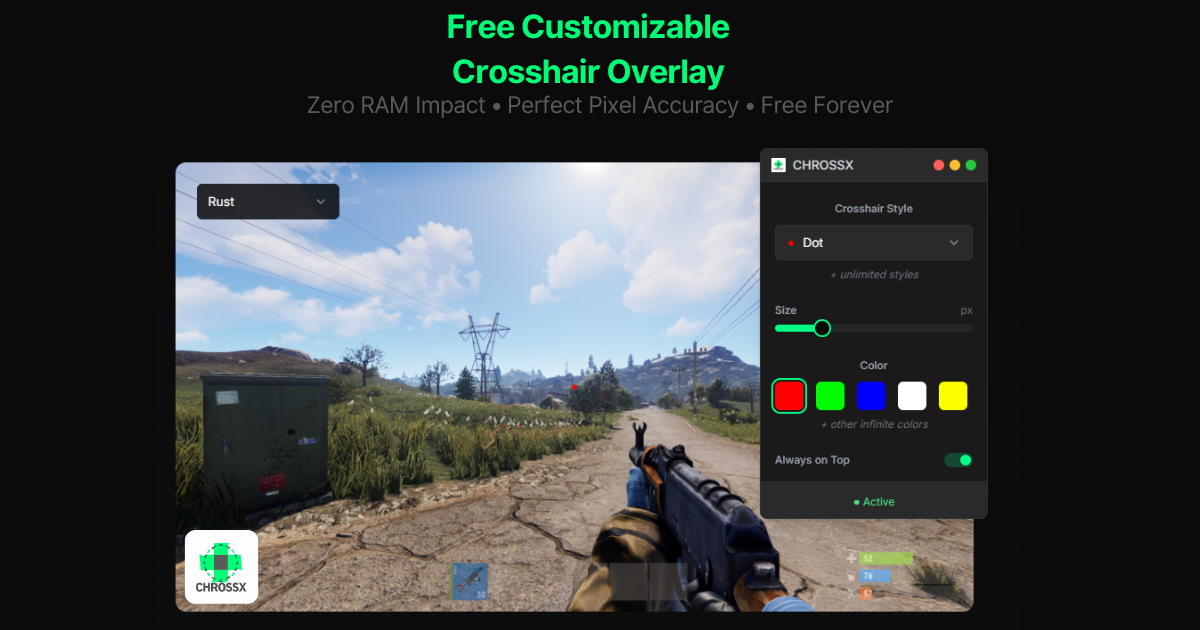 Free Customizable
Crosshair Overlay
Zero RAM Impact • Perfect Pixel Accuracy • Free Forever
CHROSSX
Rust
Crosshair Style
Dot
+ unlimited styles
Size px
Color
+ other infinite colors
Always on Top
Active
CHROSSX
30
52
76